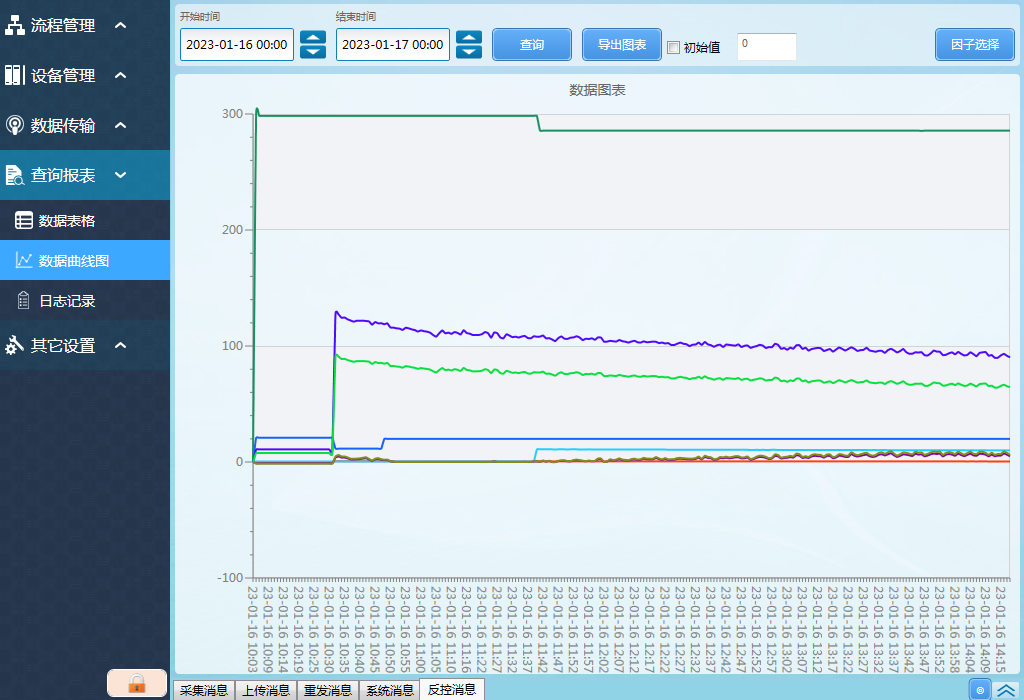 流程管理
设备管理
数据传输
查询报表
数据表格
数据曲线图
日志记录
其它设置
开始时间
结束时间
2023-01-16 00:00
2023-01-17 00:00
查询
导出图表
初始值
0
因子选择
数据图表
300
200
100
0
-100
23-01-16 10:03
23-01-16 10:09
23-01-16 10:14
23-01-16 10:19
23-01-16 10:25
23-01-16 10:30
23-01-16 10:35
23-01-16 10:40
23-01-16 10:45
23-01-16 10:50
23-01-16 10:55
23-01-16 11:00
23-01-16 11:05
23-01-16 11:10
23-01-16 11:16
23-01-16 11:22
23-01-16 11:27
23-01-16 11:32
23-01-16 11:37
23-01-16 11:42
23-01-16 11:47
23-01-16 11:52
23-01-16 11:57
23-01-16 12:02
23-01-16 12:07
23-01-16 12:12
23-01-16 12:17
23-01-16 12:22
23-01-16 12:27
23-01-16 12:32
23-01-16 12:37
23-01-16 12:42
23-01-16 12:47
23-01-16 12:52
23-01-16 12:57
23-01-16 13:02
23-01-16 13:07
23-01-16 13:12
23-01-16 13:17
23-01-16 13:22
23-01-16 13:27
23-01-16 13:32
23-01-16 13:37
23-01-16 13:42
23-01-16 13:47
23-01-16 13:52
23-01-16 13:58
23-01-16 14:04
23-01-16 14:09
23-01-16 14:15
采集消息
上传消息
重发消息
系统消息
反控消息